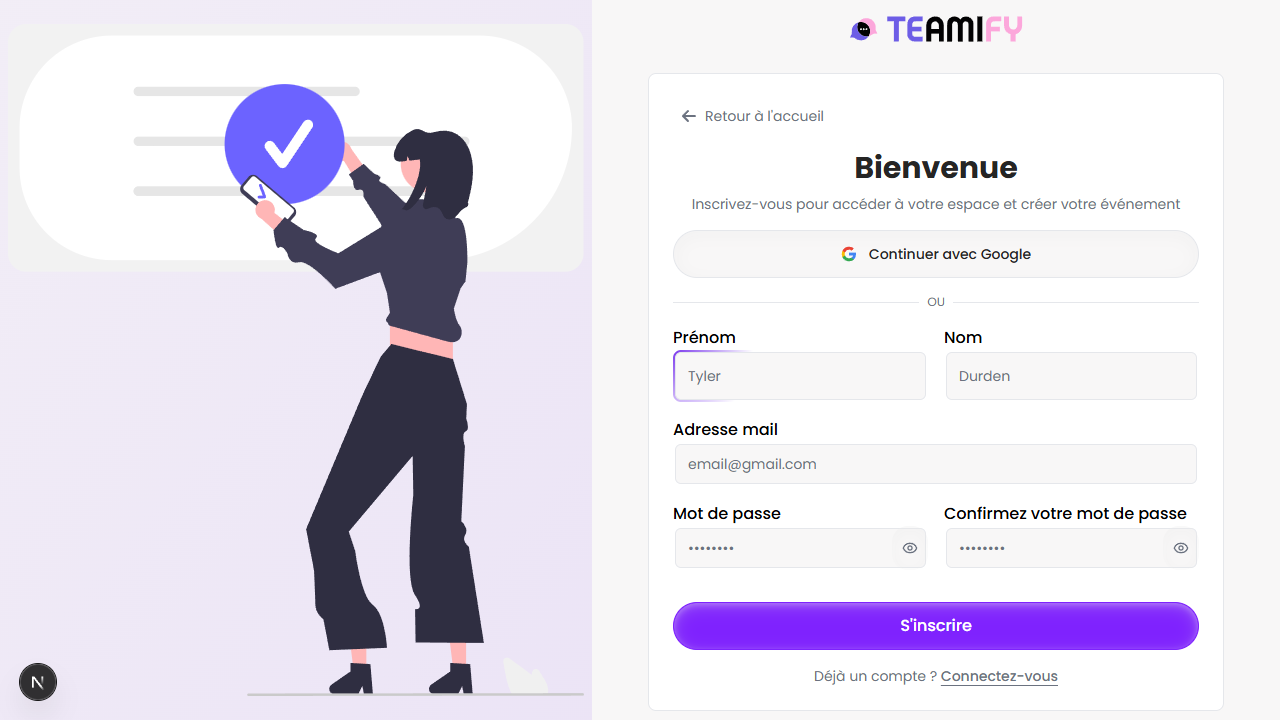 TEAMIFY
Retour à l'accueil
Bienvenue
Inscrivez-vous pour accéder à votre espace et créer votre événement
Continuer avec Google
OU
Prénom
Nom
Tyler
Durden
Adresse mail
email@gmail.com
Mot de passe
Confirmez votre mot de passe
••••••••
••••••••
S'inscrire
Déjà un compte ? Connectez-vous
N